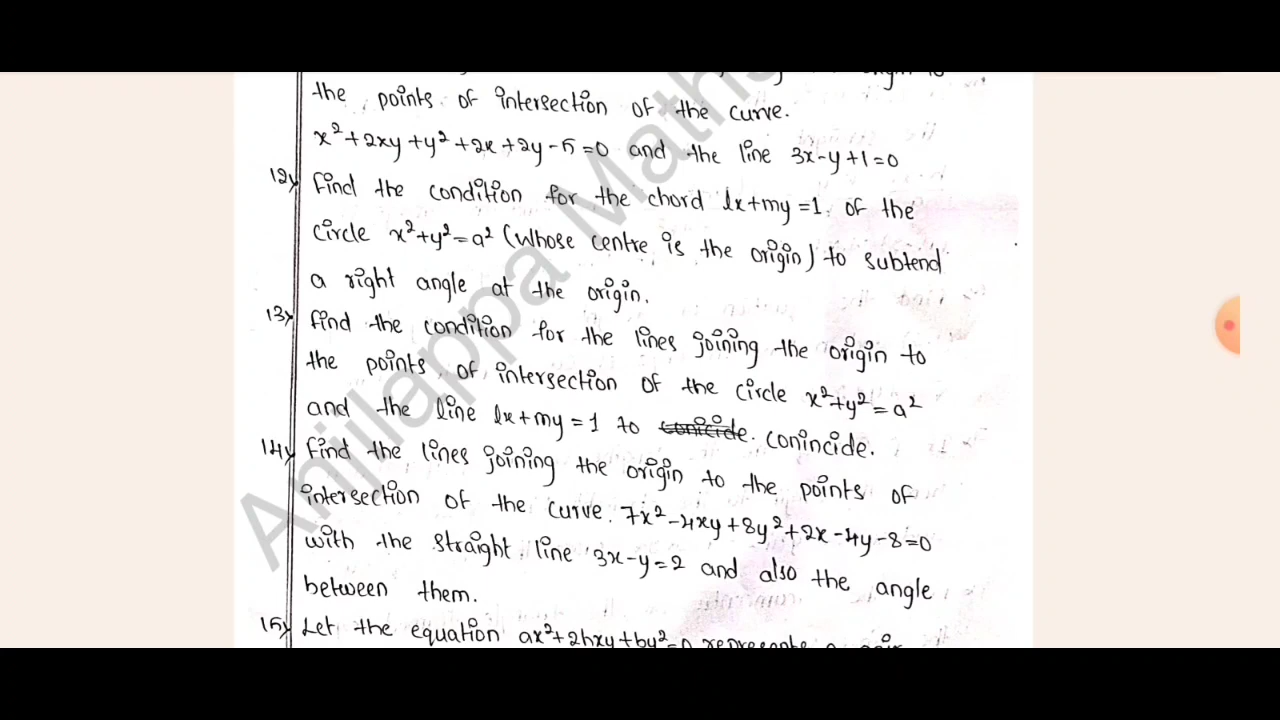 the points of intersection of the curve.
x²+2xy+y²+2x+2y-5=0 and the line 3x-y+1=0
12) Find the condition for the chord lx+my=1. of the
circle x²+y²=a² (whose centre is the origin) to subtend
a right angle at the origin.
13) Find the condition for the lines joining the origin to
the points of intersection of the circle x²+y²=a²
and the line lx+my=1 to conicide. conincide.
14) Find the lines joining the origin to the points of
intersection of the curve. 7x²-4xy+8y²+2x-4y-8=0
with the straight line 3x-y=2 and also the angle
between them.
15) Let the equation ax²+2hxy+by²=0 represents a pair
Anjilappa Maths